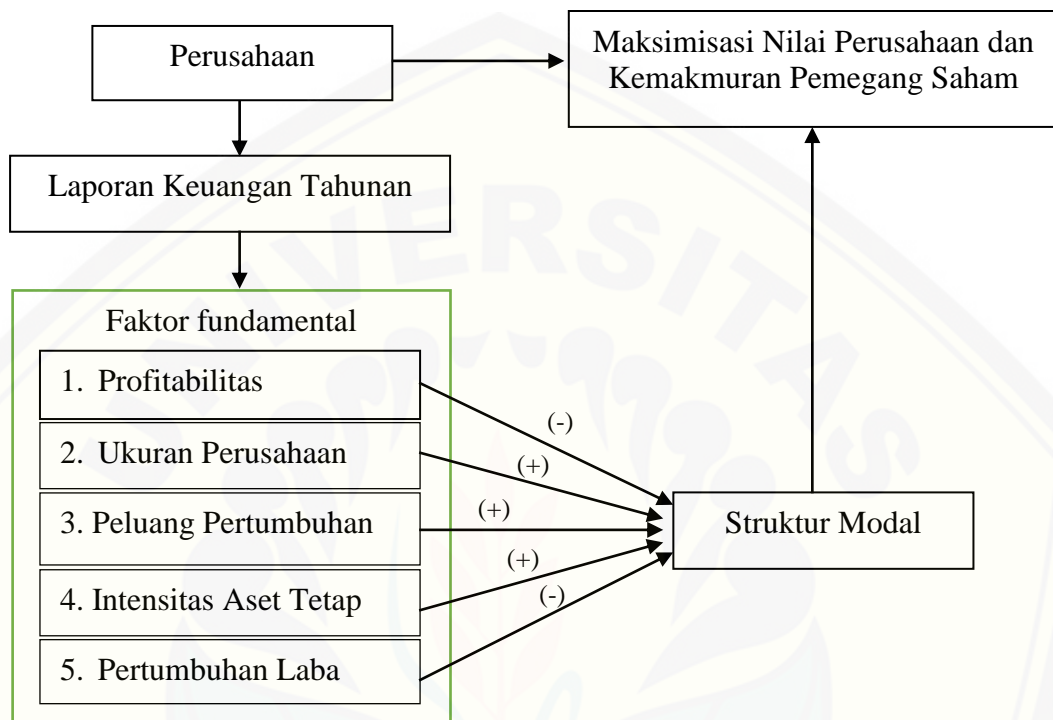 Perusahaan
Maksimisasi Nilai Perusahaan dan
Kemakmuran Pemegang Saham
Laporan Keuangan Tahunan
Faktor fundamental
1. Profitabilitas
2. Ukuran Perusahaan
3. Peluang Pertumbuhan
4. Intensitas Aset Tetap
5. Pertumbuhan Laba
(-)
(+)
(+)
(+)
(-)
Struktur Modal
UNIVERSITAS